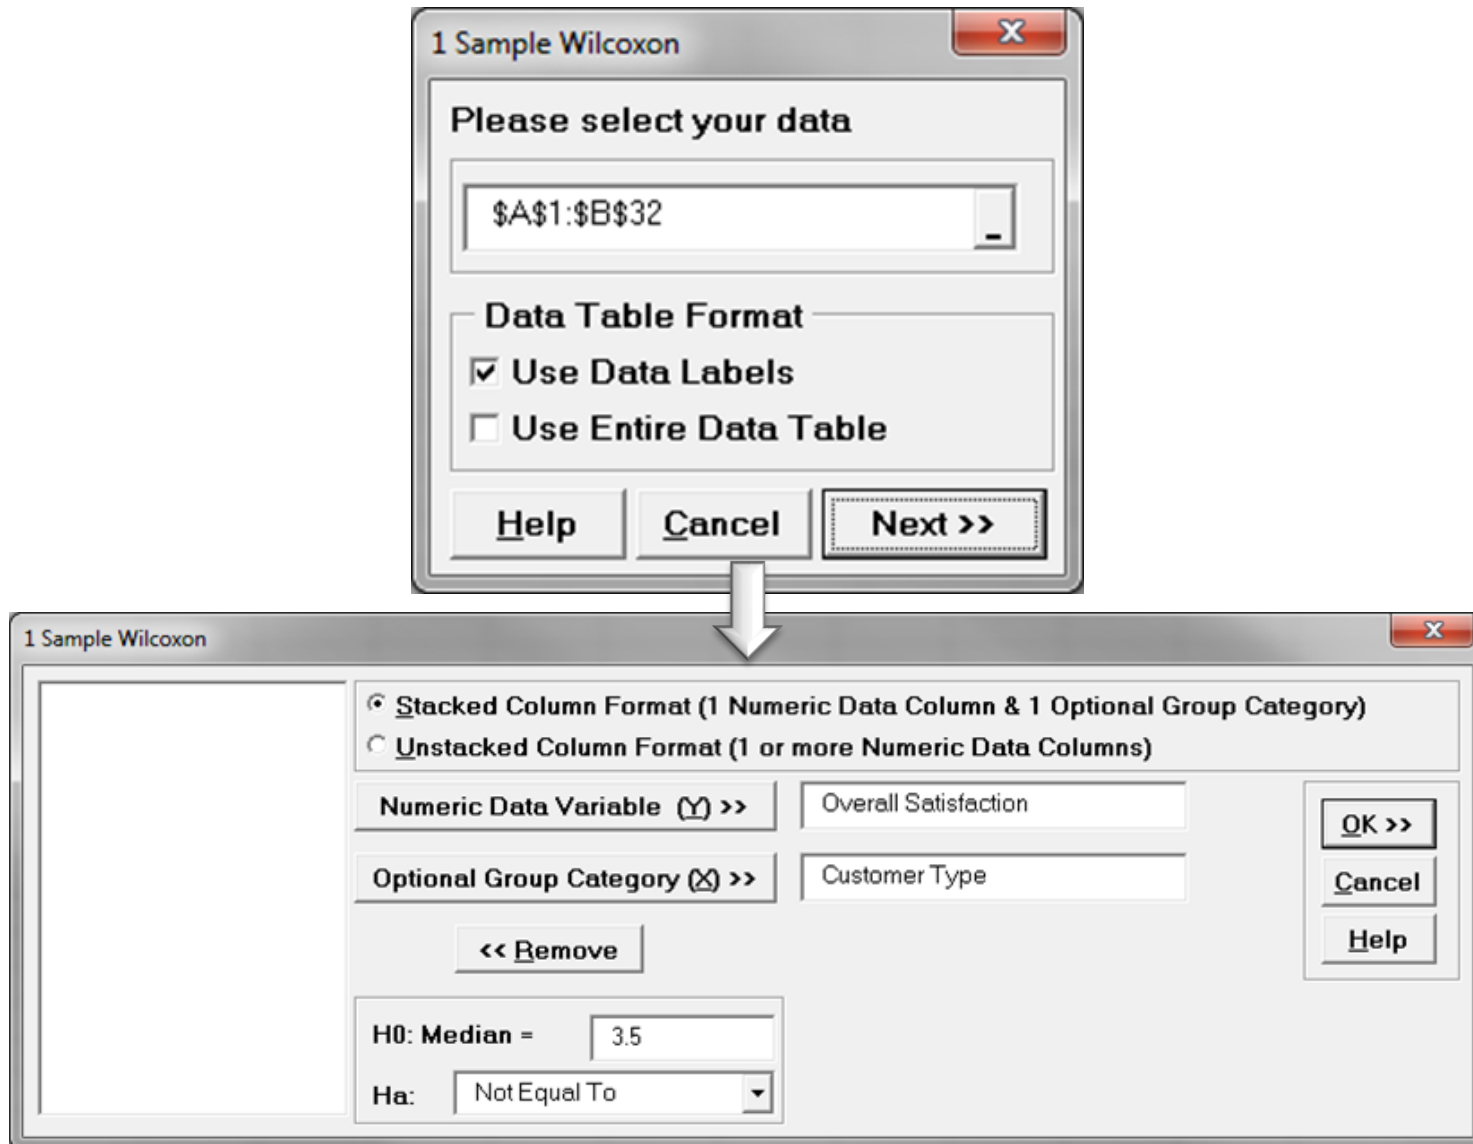 1 Sample Wilcoxon
Please select your data
$A$1:$B$32
Data Table Format
Use Data Labels
Use Entire Data Table
Help Cancel Next >>
1 Sample Wilcoxon
Stacked Column Format (1 Numeric Data Column & 1 Optional Group Category)
Unstacked Column Format (1 or more Numeric Data Columns)
Numeric Data Variable (Y) >> Overall Satisfaction
Optional Group Category (X) >> Customer Type
<< Remove
OK >>
Cancel
Help
H0: Median = 3.5
Ha: Not Equal To